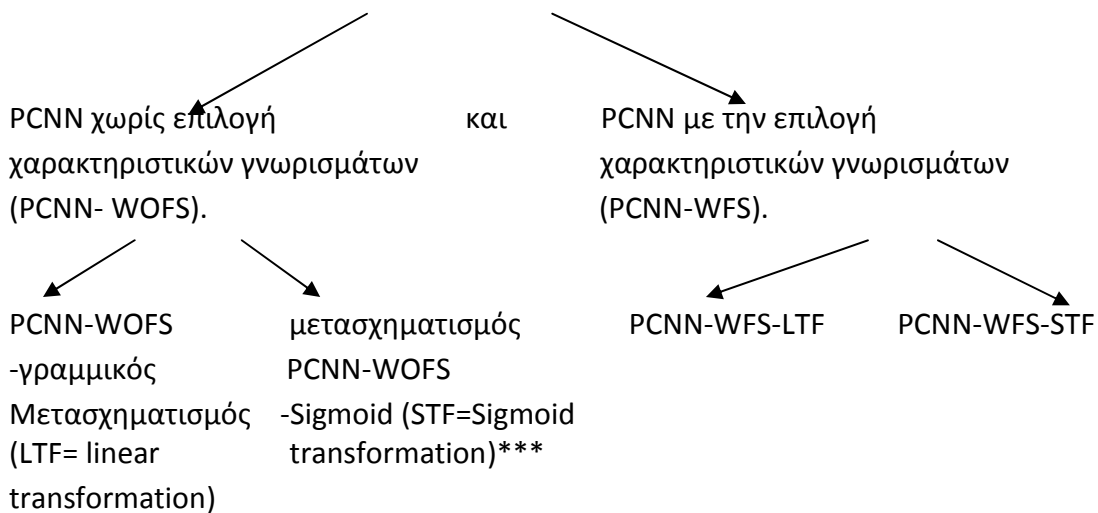 PCNN χωρίς επιλογή και PCNN με την επιλογή
χαρακτηριστικών γνωρισμάτων χαρακτηριστικών γνωρισμάτων
(PCNN- WOFS). (PCNN-WFS).
PCNN-WOFS μετασχηματισμός PCNN-WFS-LTF PCNN-WFS-STF
-γραμμικός PCNN-WOFS
Μετασχηματισμός -Sigmoid (STF=Sigmoid
(LTF= linear transformation)***
transformation)